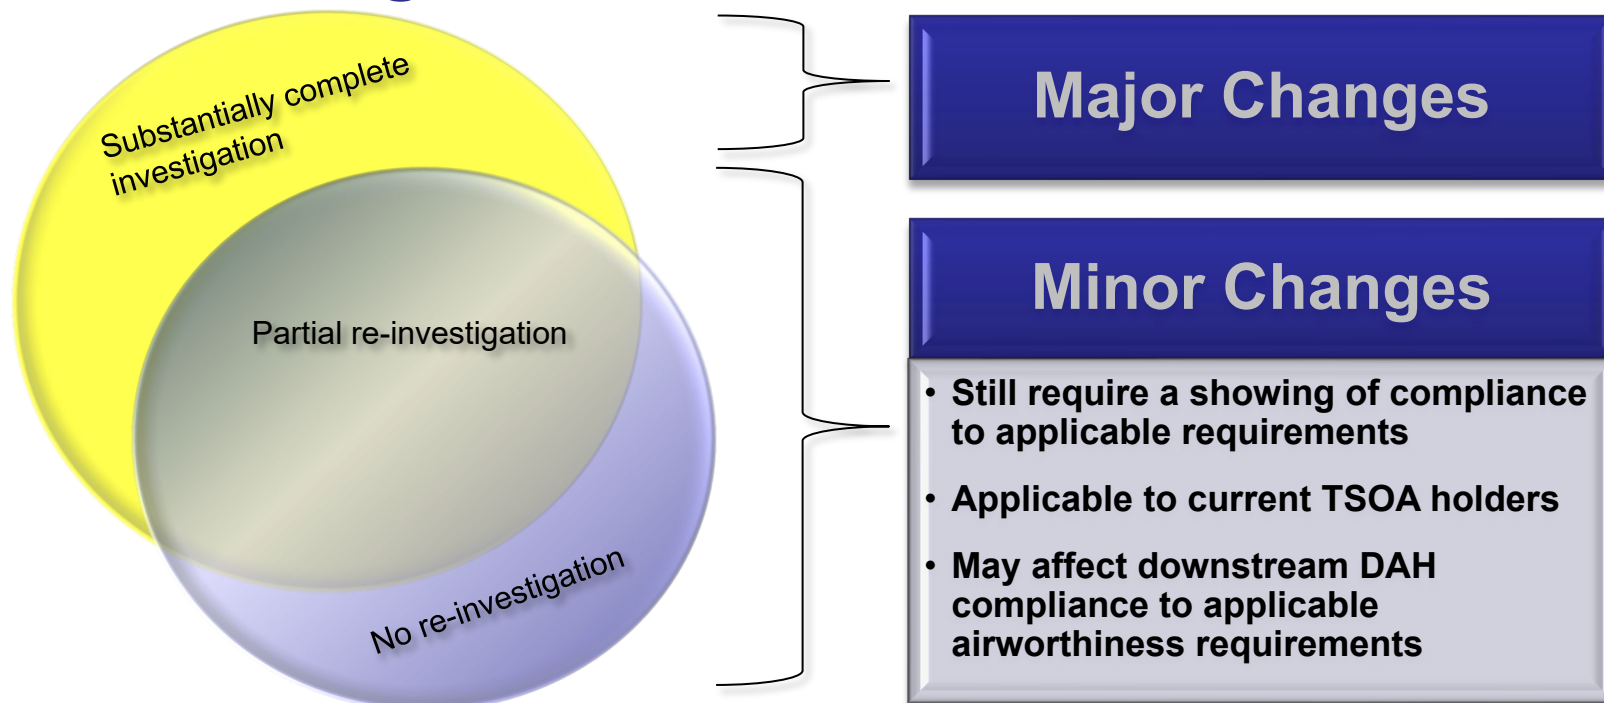 Substantially complete
investigation
Partial re-investigation
No re-investigation
Major Changes
Minor Changes
• Still require a showing of compliance
to applicable requirements
• Applicable to current TSOA holders
• May affect downstream DAH
compliance to applicable
airworthiness requirements